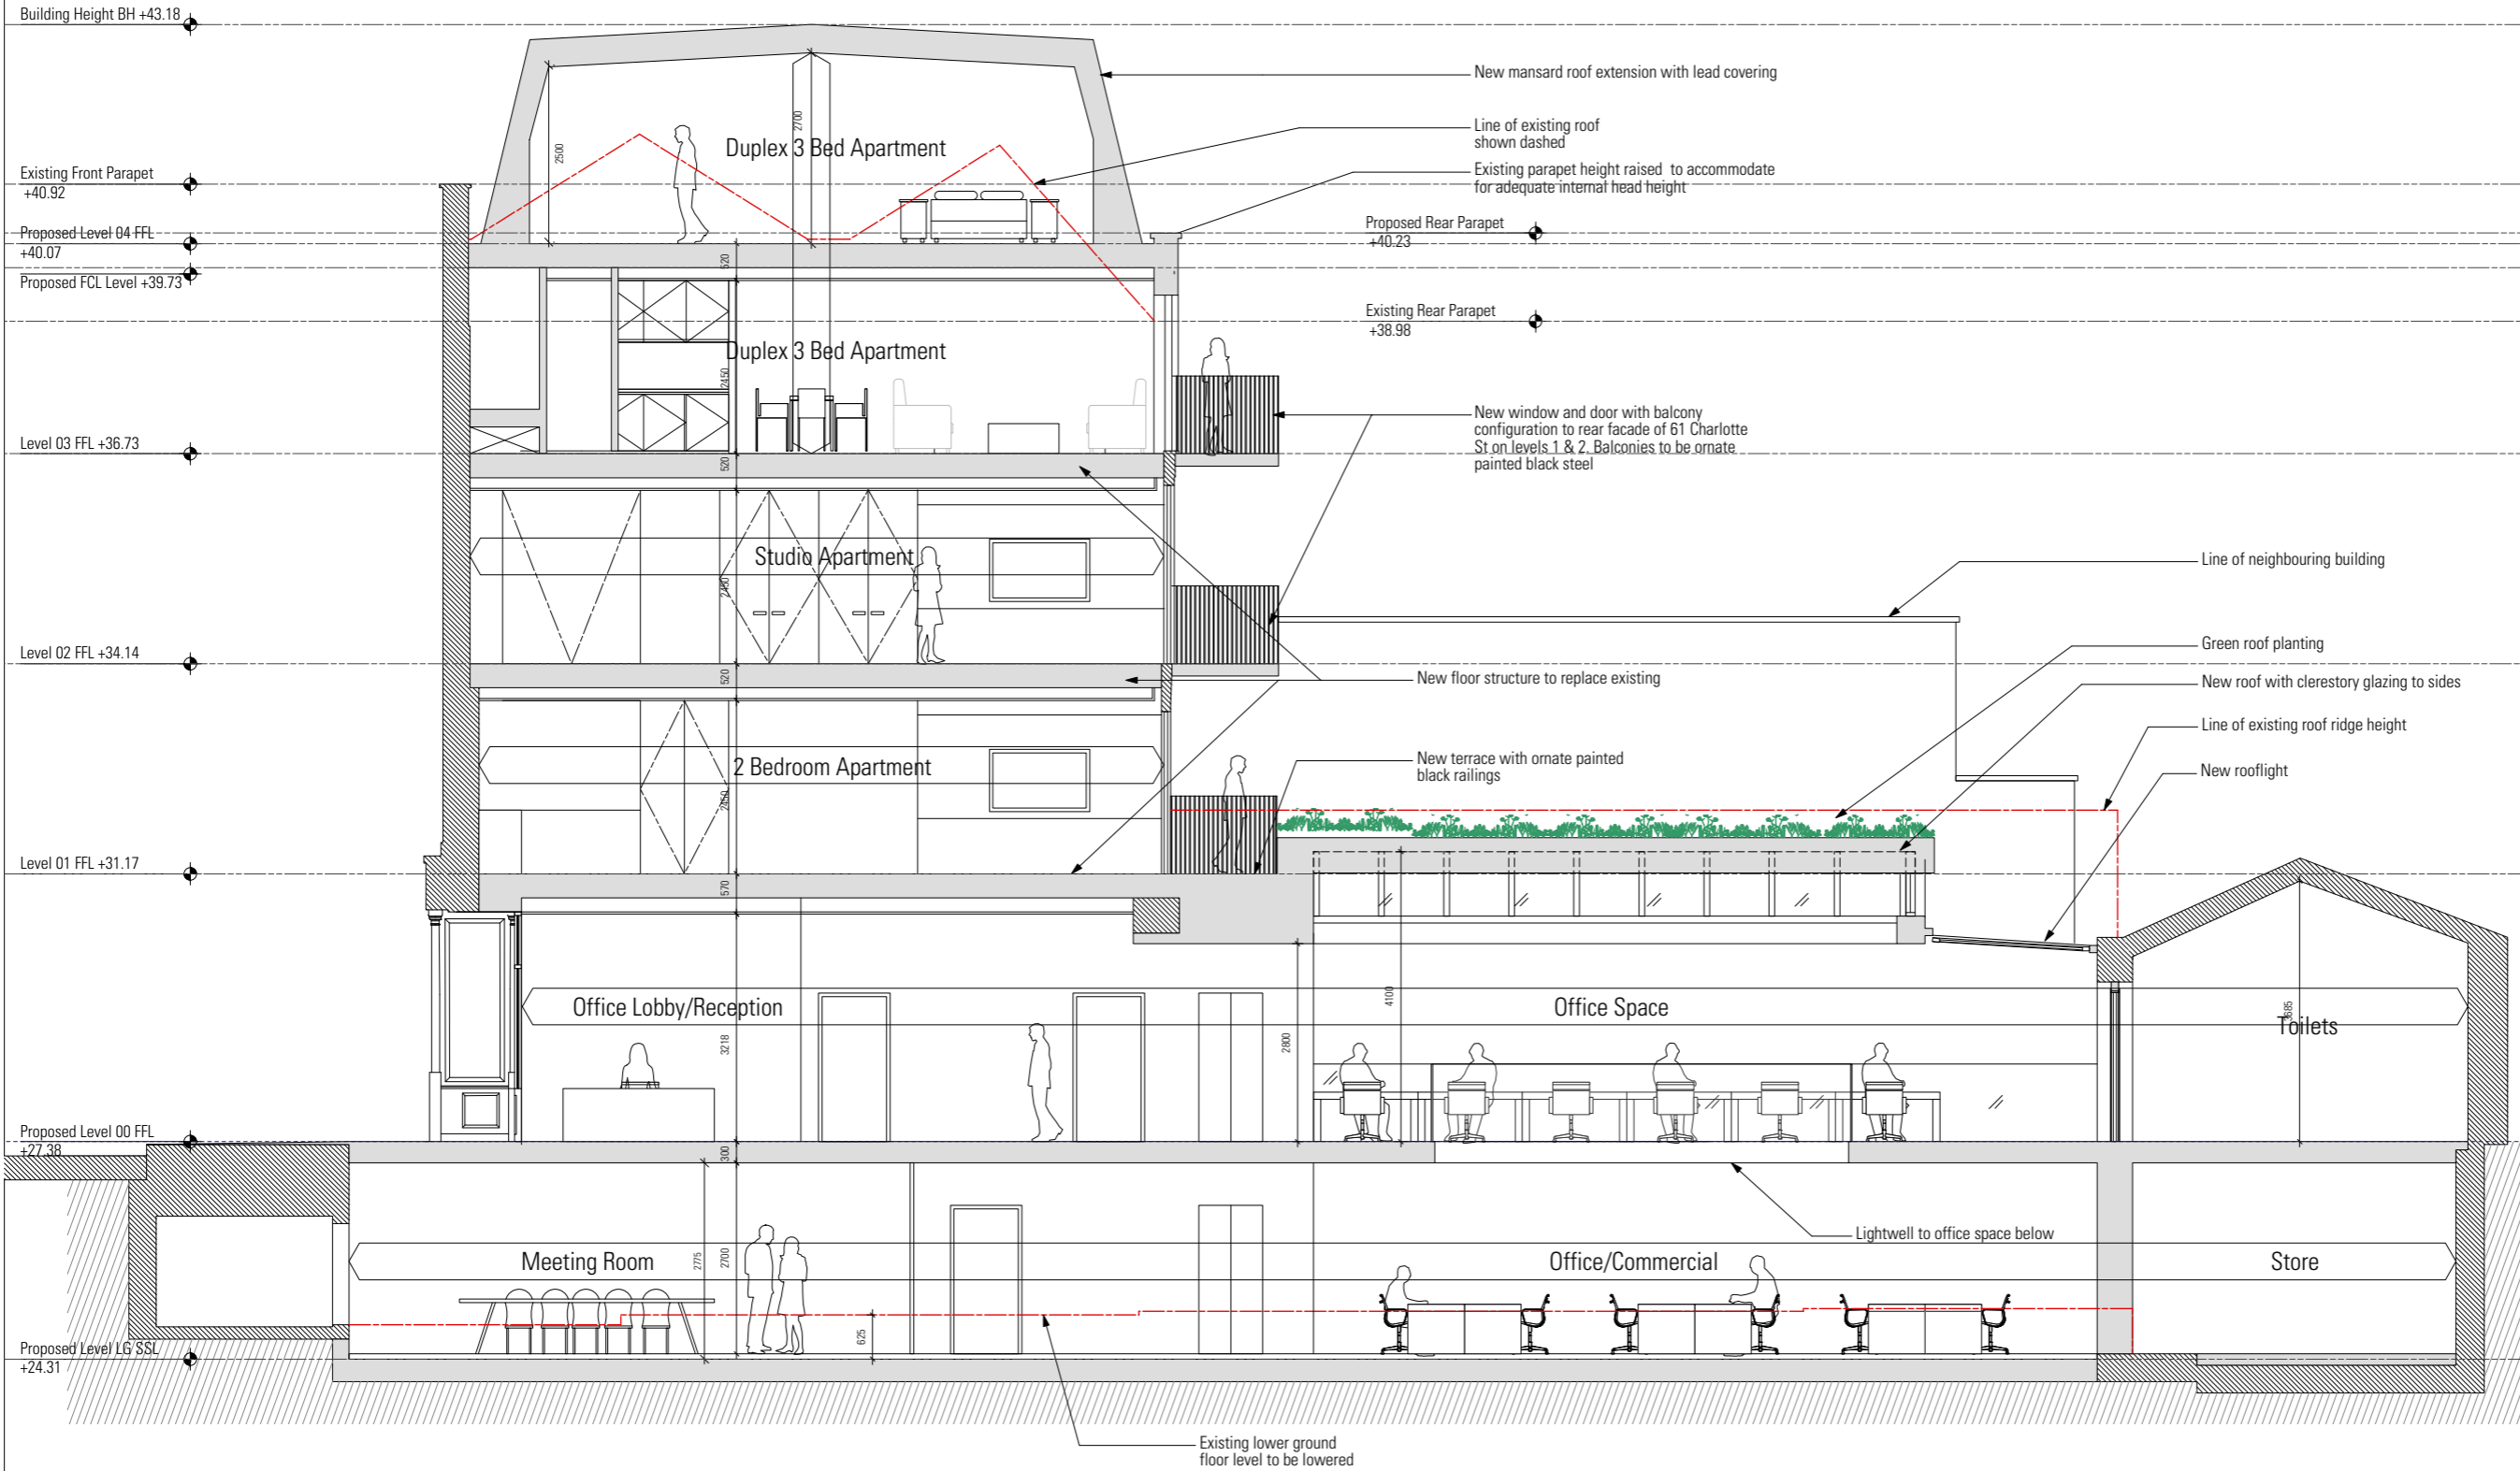 Building Height BH +43.18
New mansard roof extension with lead covering
2700
Line of existing roof
shown dashed
Duplex 3 Bed Apartment
2500
Existing parapet height raised to accommodate
for adequate internal head height
Existing Front Parapet
+40.92
Proposed Rear Parapet
+40.23
Proposed Level 04 FFL
+40.07
520
Proposed FCL Level +39.73
Existing Rear Parapet
+38.98
Duplex 3 Bed Apartment
2450
New window and door with balcony
configuration to rear facade of 61 Charlotte
St on levels 1 & 2. Balconies to be ornate
painted black steel
Level 03 FFL +36.73
520
Studio Apartment
Line of neighbouring building
Green roof planting
Level 02 FFL +34.14
520
New floor structure to replace existing
New roof with clerestory glazing to sides
Line of existing roof ridge height
New terrace with ornate painted
black railings
2 Bedroom Apartment
2450
New rooflight
Level 01 FFL +31.17
570
Office Lobby/Reception
4100
Office Space
Toilets
3218
2800
Proposed Level 00 FFL
+27.38
300
Lightwell to office space below
Meeting Room
2775
2700
Office/Commercial
Store
625
Proposed Level LG SSL
+24.31
Existing lower ground
floor level to be lowered